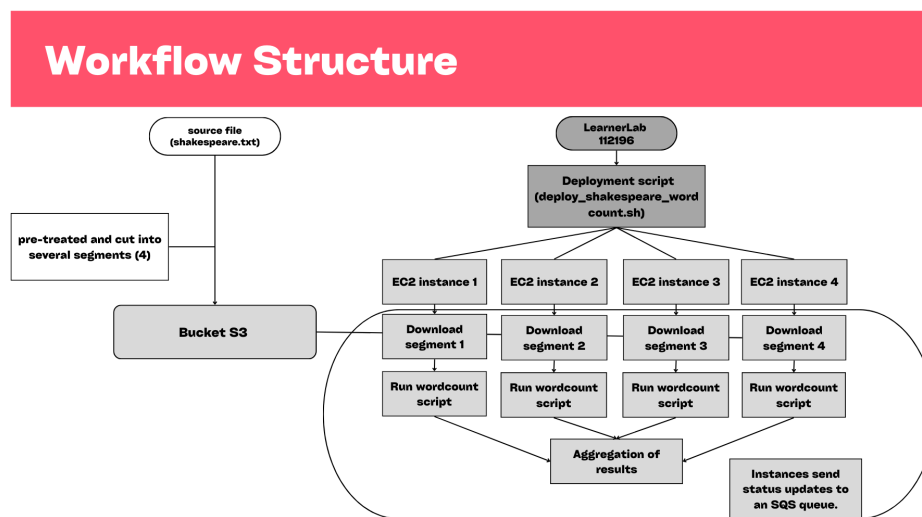 Workflow Structure
source file
(shakespeare.txt)
LearnerLab
112196
Deployment script
(deploy_shakespeare_word
count.sh)
pre-treated and cut into
several segments (4)
EC2 instance 1
EC2 instance 2
EC2 instance 3
EC2 instance 4
Bucket S3
Download
segment 1
Download
segment 2
Download
segment 3
Download
segment 4
Run wordcount
script
Run wordcount
script
Run wordcount
script
Run wordcount
script
Aggregation of
results
Instances send
status updates to
an SQS queue.